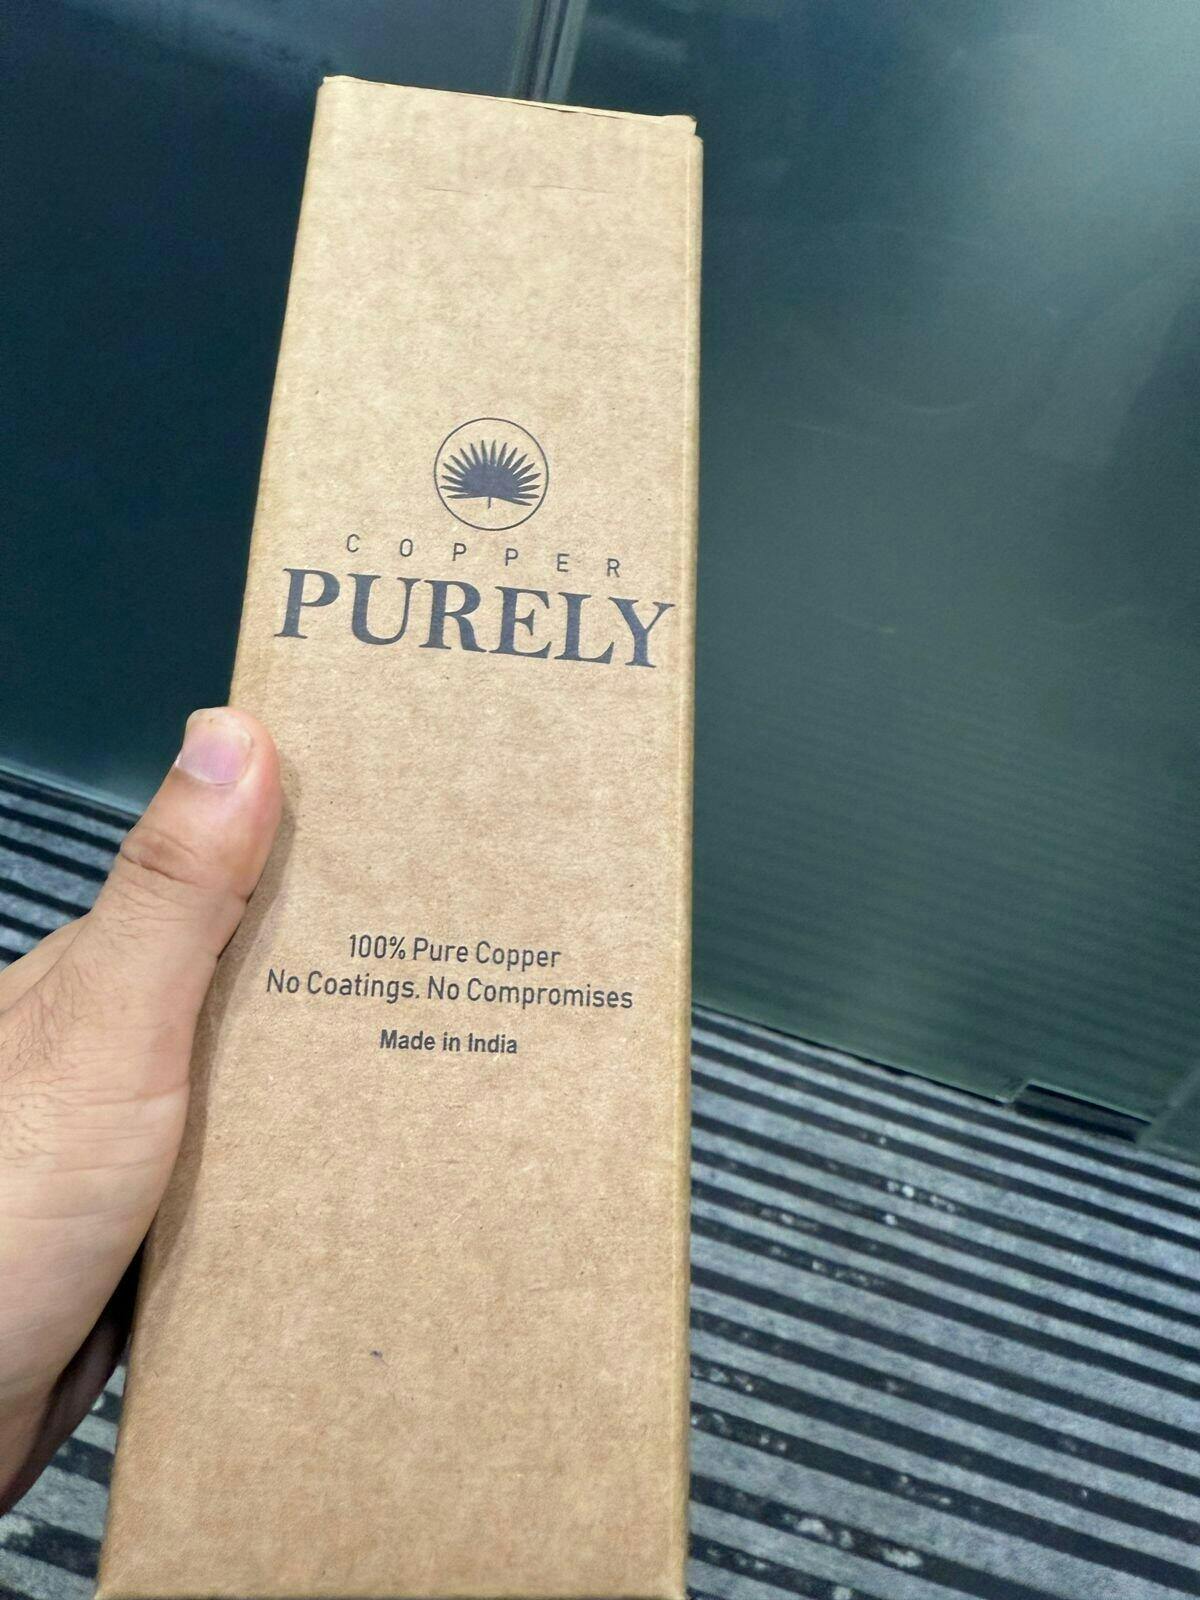 COPPER
PURELY
100% Pure Copper
No Coatings. No Compromises
Made in India